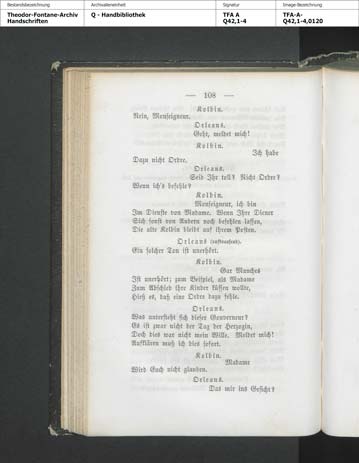 Bestandsbezeichnung
Theodor-Fontane-Archiv
Handschriften
Archivalieneinheit
Q - Handbibliothek
Signatur
TFA A
Q42,1-4
Image-Bezeichnung
TFA-A-
Q42,1-4,0120
— 108 —
Kolbin.
Nein, Monseigneur.
Orleans.
Geht, meldet mich!
Kolbin.
Ich habe
Dazu nicht Ordre.
Orleans.
Seid Ihr toll? Nicht Ordre?
Wenn ich's befehle?
Kolbin.
Monseigneur, ich bin
Im Dienste von Madame. Wenn Ihre Diener
Sich sonst von Andern noch befehlen lassen,
Die alte Kolbin bleibt auf ihrem Posten.
Orleans (aufbrausend).
Ein solcher Ton ist unerhört.
Kolbin.
Gar Manches
Ist unerhört; zum Beispiel, als Madame
Zum Abschied ihre Kinder küssen wollte,
Hieß es, daß eine Ordre dazu fehle.
Orleans.
Was untersteht sich dieser Gouverneur?
Es ist zwar nicht der Tag der Herzogin,
Doch dies war nicht mein Wille. Meldet mich!
Aufklären muß ich dies sofort.
Kolbin.
Madame
Wird Euch nicht glauben.
Orleans.
Das mir ins Gesicht?